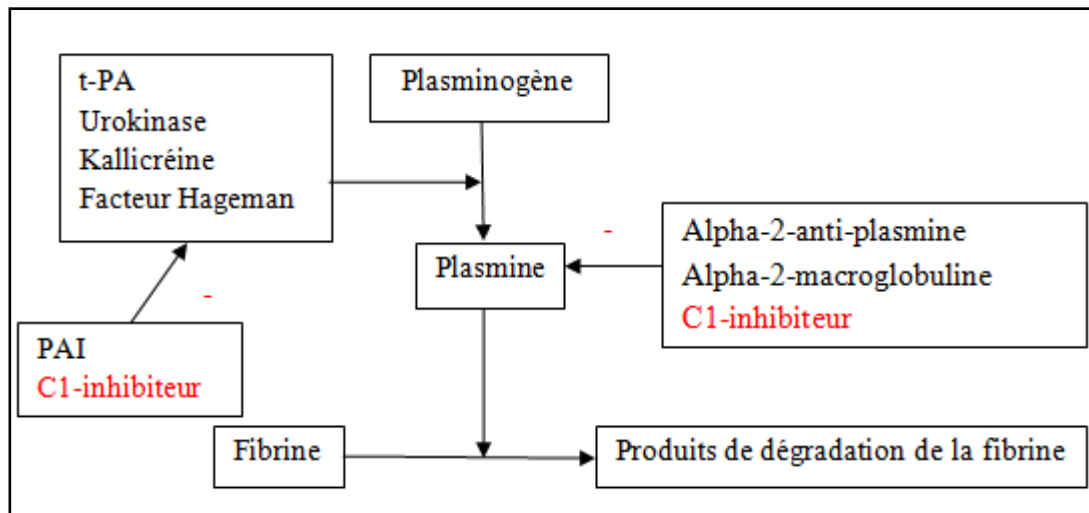 t-PA
Urokinase
Kallicréine
Facteur Hageman
Plasminogène
-
Alpha-2-anti-plasmine
Alpha-2-macroglobuline
C1-inhibiteur
Plasmine
-
PAI
C1-inhibiteur
Fibrine
Produits de dégradation de la fibrine